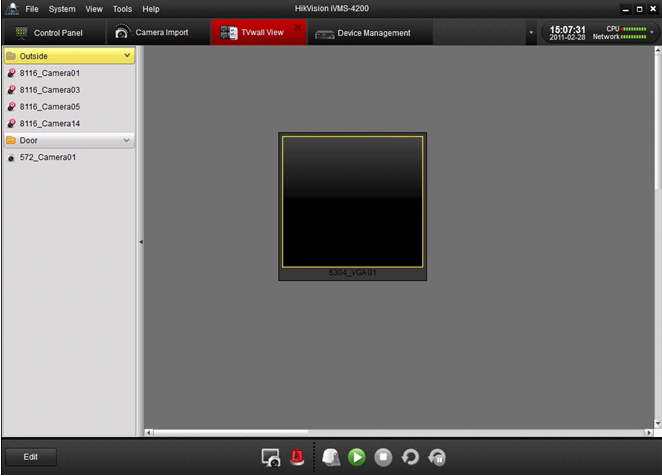 HikVision iVMS-4200
File System View Tools Help
Control Panel
Camera Import
TVwall View
Device Management
15:07:31
2011-02-28
CPU
Network
Outside
8116_Camera01
8116_Camera03
8116_Camera05
8116_Camera14
Door
572_Camera01
6304_VGA01
Edit